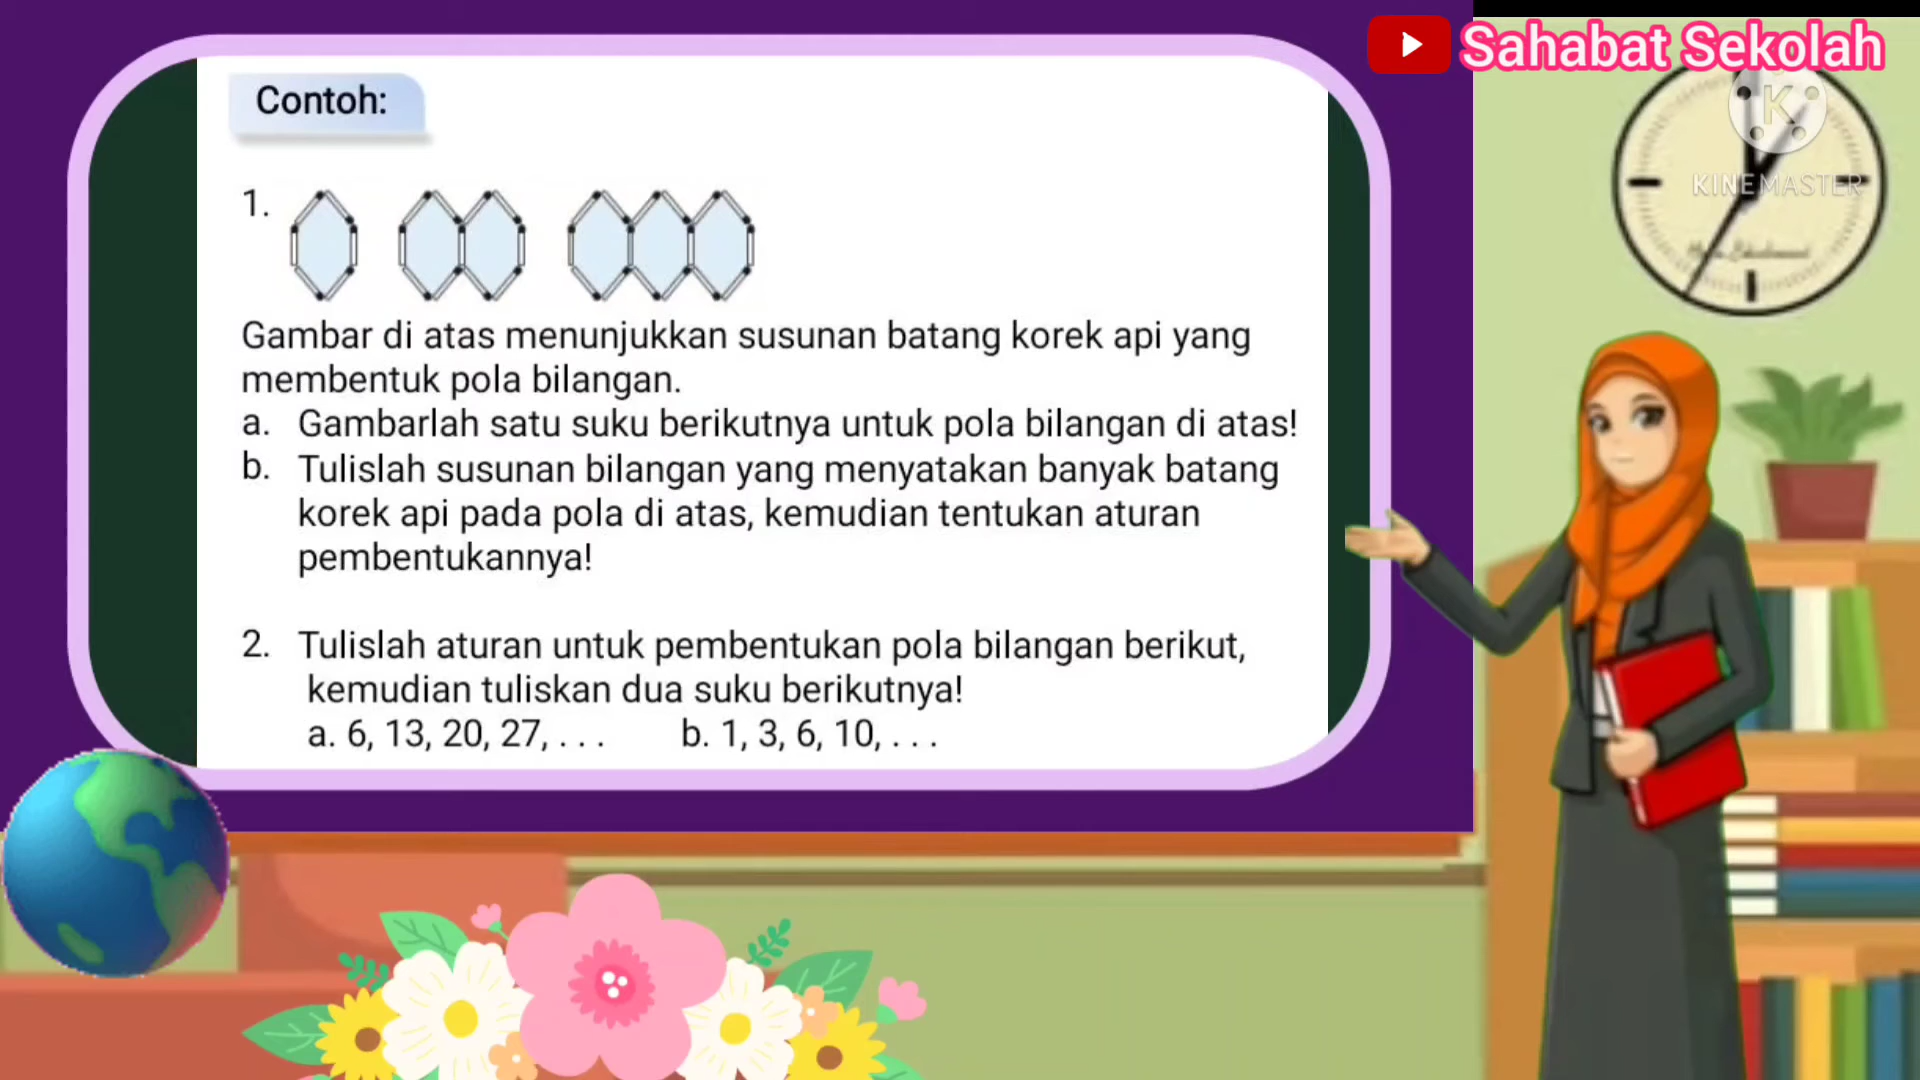 Sahabat Sekolah
KINEMASTER
Contoh:
1.
Gambar di atas menunjukkan susunan batang korek api yang
membentuk pola bilangan.
a. Gambarlah satu suku berikutnya untuk pola bilangan di atas!
b. Tulislah susunan bilangan yang menyatakan banyak batang
korek api pada pola di atas, kemudian tentukan aturan
pembentukannya!
2. Tulislah aturan untuk pembentukan pola bilangan berikut,
kemudian tuliskan dua suku berikutnya!
a. 6, 13, 20, 27, . . . b. 1, 3, 6, 10, . . .